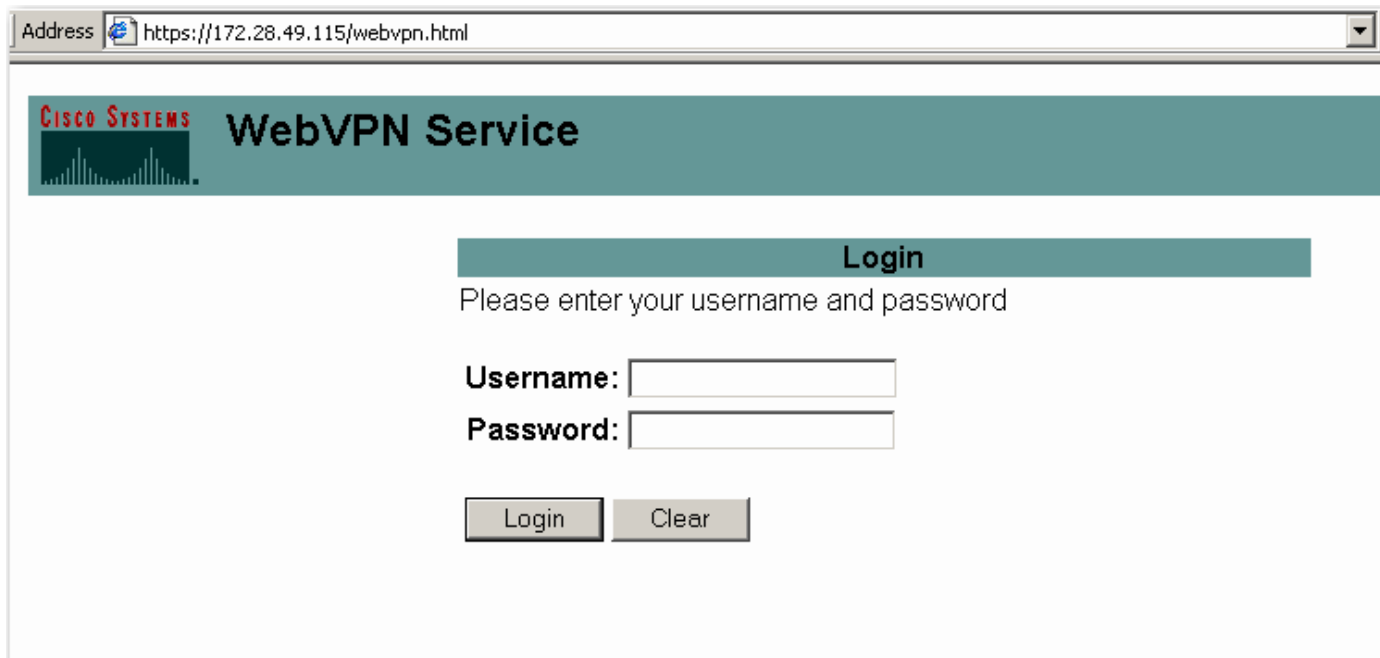 Address https://172.28.49.115/webvpn.html
CISCO SYSTEMS
WebVPN Service
Login
Please enter your username and password
Username:
Password:
Login Clear